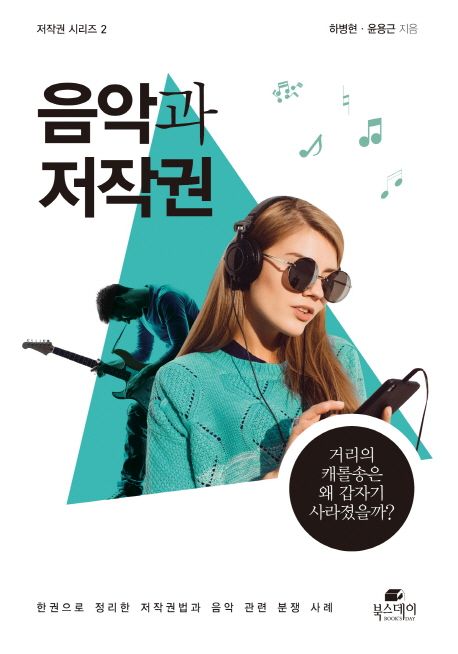 저작권 시리즈 2
하병현 · 윤용근 지음
음악과
저작권
거리의
캐롤송은
왜 갑자기
사라졌을까?
한권으로 정리한 저작권법과 음악 관련 분쟁 사례
북스데이
BOOK'S DAY